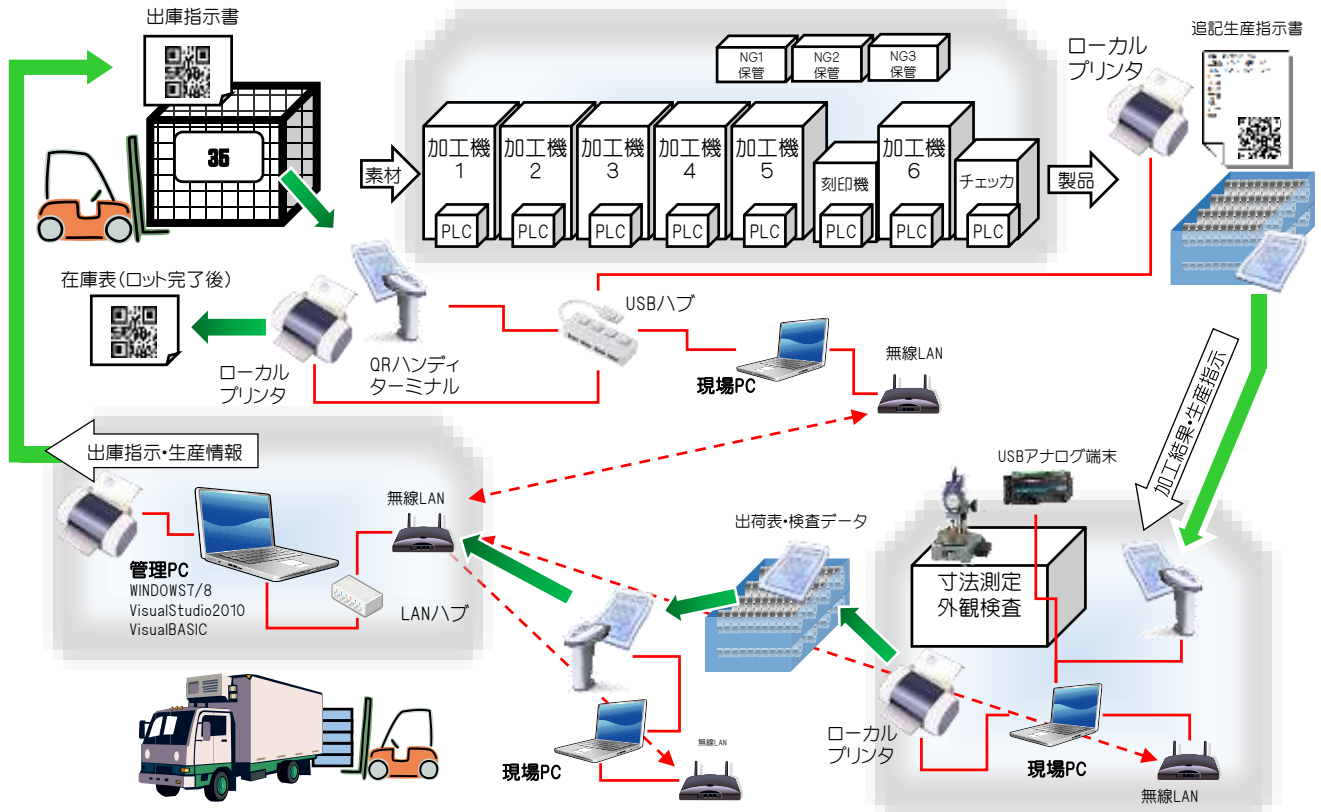 出庫指示書
35
NG1
保管
NG2
保管
NG3
保管
ローカル
プリンタ
追記生産指示書
素材
加工機
1
加工機
2
加工機
3
加工機
4
加工機
5
刻印機
加工機
6
チェッカ
製品
PLC
PLC
PLC
PLC
PLC
PLC
PLC
PLC
在庫表(ロット完了後)
ローカル
プリンタ
QRハンディ
ターミナル
USBハブ
現場PC
無線LAN
加工結果・生産指示
出庫指示・生産情報
無線LAN
管理PC
WINDOWS7/8
VisualStudio2010
VisualBASIC
LANハブ
出荷表・検査データ
USBアナログ端末
寸法測定
外観検査
現場PC
無線LAN
ローカル
プリンタ
現場PC
無線LAN